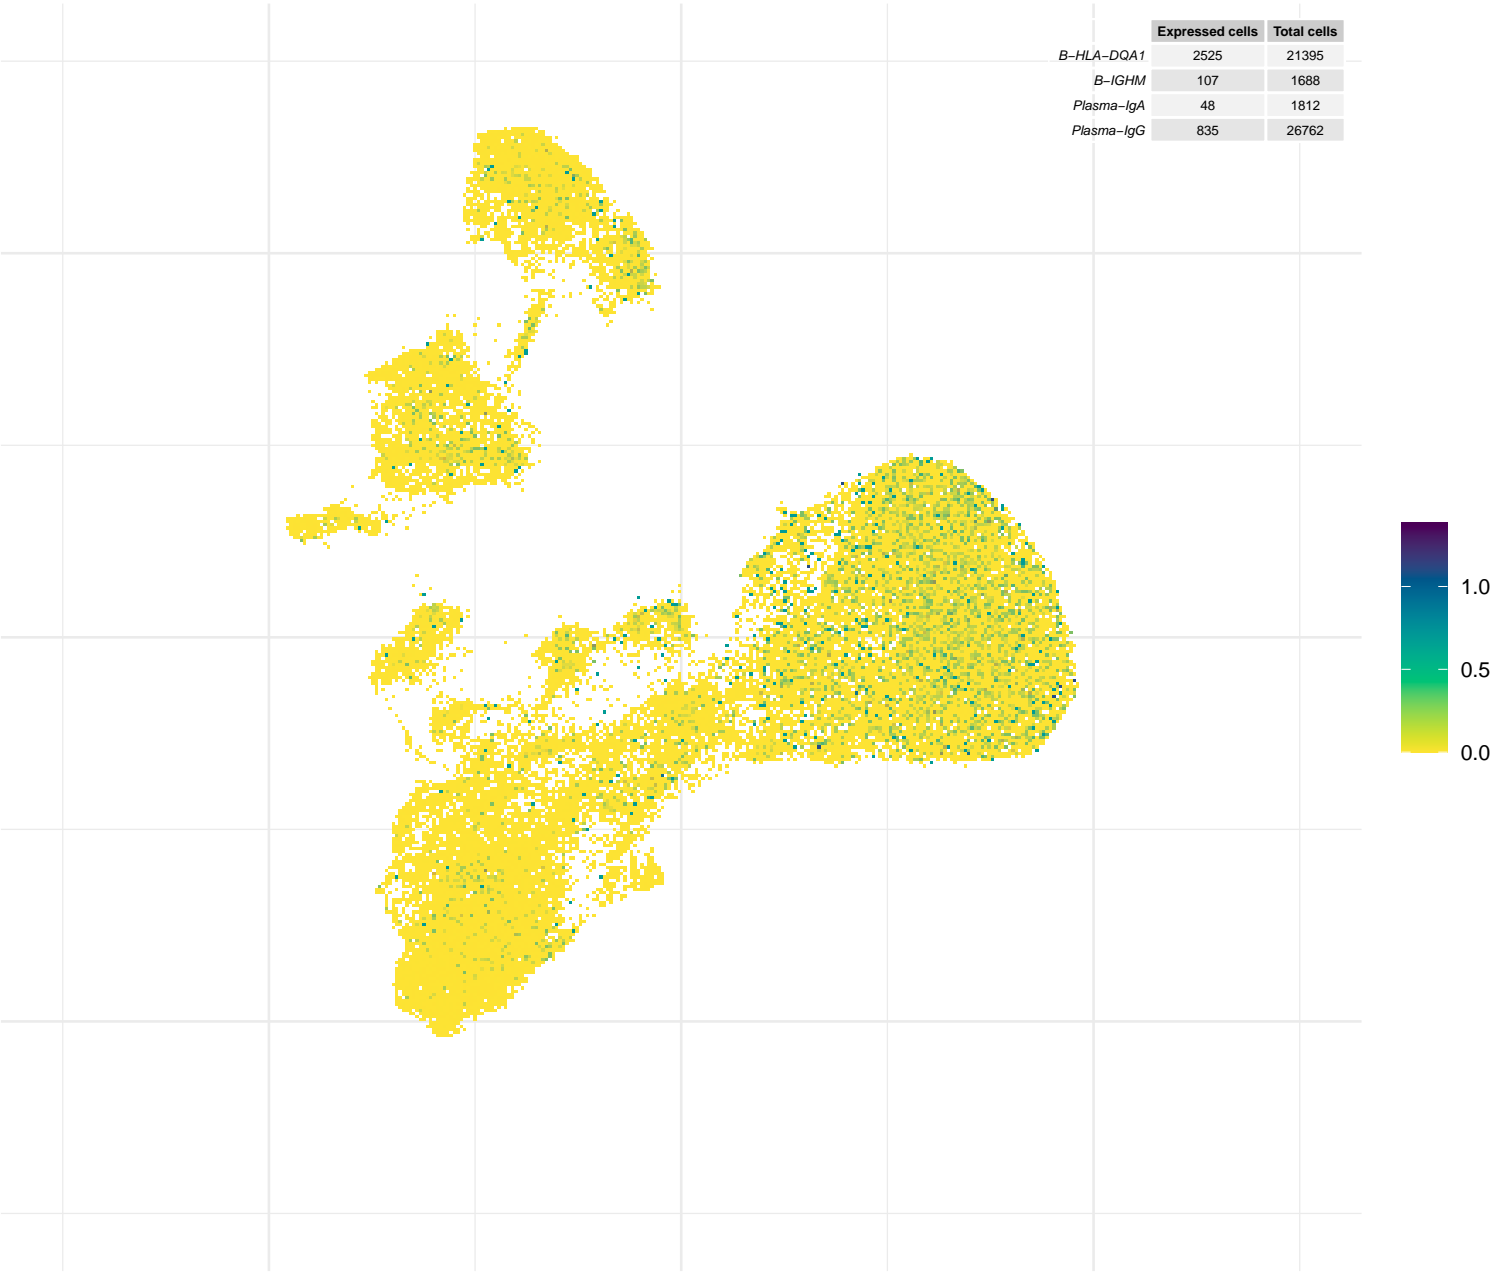 Expressed cells Total cells
B-HLA-DQA1 2525 21395
B-IGHM 107 1688
Plasma-IgA 48 1812
Plasma-IgG 835 26762
1.0
0.5
0.0